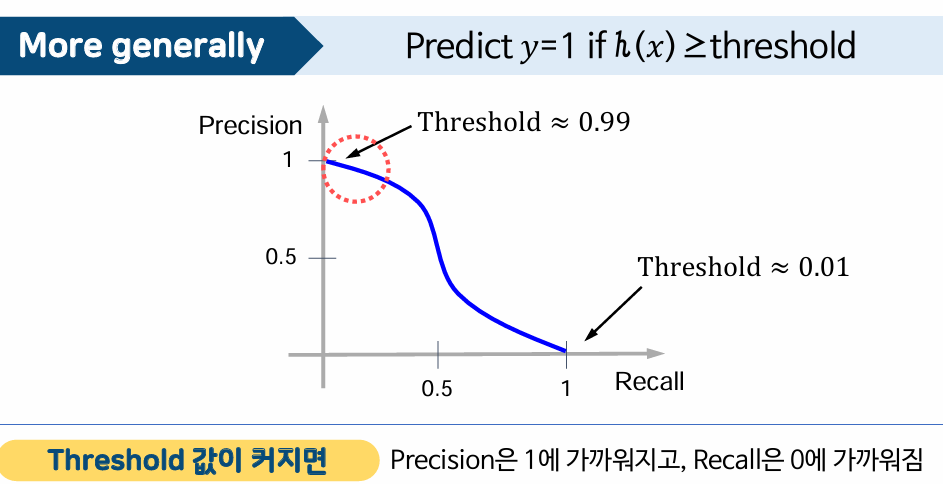 More generally
Predict y=1 if h(x) ≥threshold
Precision
Threshold ≈ 0.99
1
0.5
Threshold ≈ 0.01
0.5
1
Recall
Threshold 값이 커지면
Precision은 1에 가까워지고, Recall은 0에 가까워짐